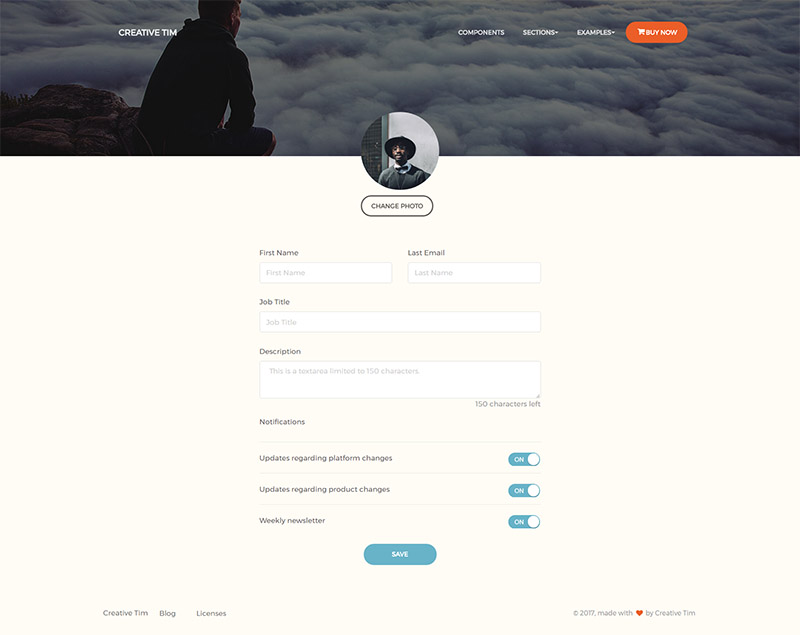 CREATIVE TIM COMPONENTS SECTIONS EXAMPLES BUY NOW
CHANGE PHOTO
First Name Last Email
First Name Last Name
Job Title
Job Title
Description
This is a textarea limited to 150 characters.
150 characters left
Notifications
Updates regarding platform changes ON
Updates regarding product changes ON
Weekly newsletter ON
SAVE
Creative Tim Blog Licenses © 2017, made with ♥ by Creative Tim